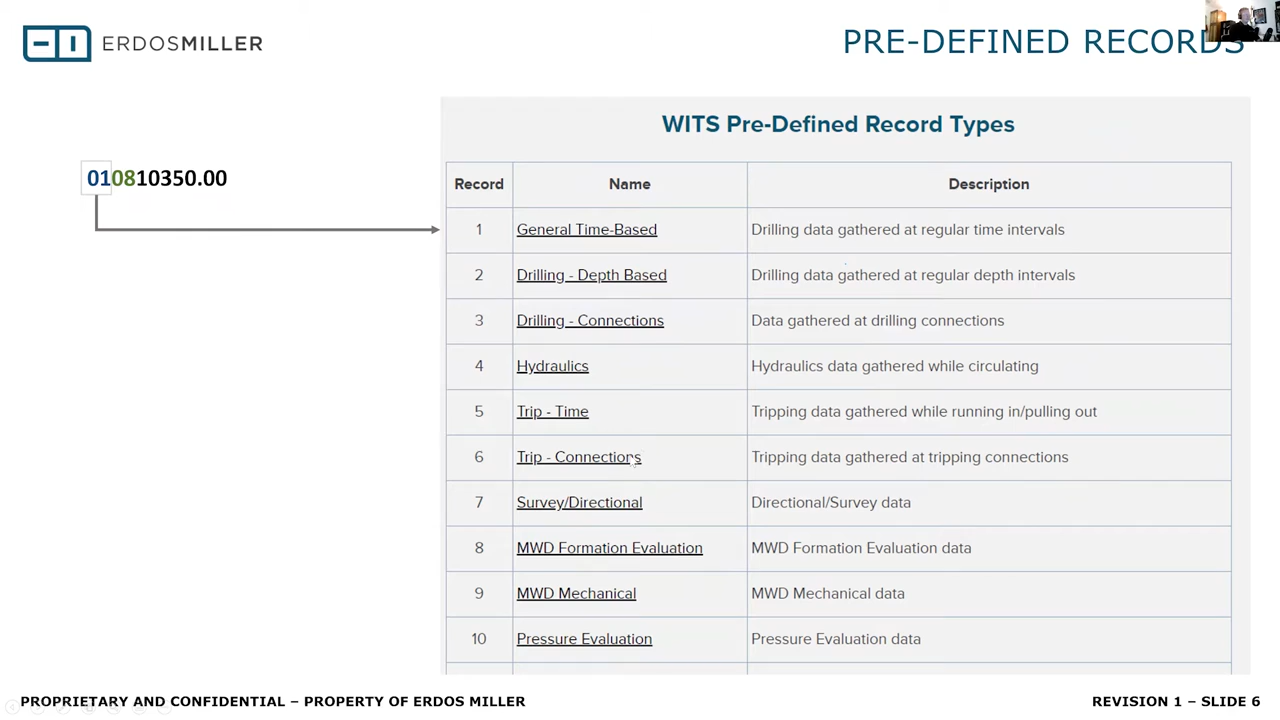 ERDOSMILLER
PRE-DEFINED RECORDS
010810350.00
WITS Pre-Defined Record Types
Record Name Description
1 General Time-Based Drilling data gathered at regular time intervals
2 Drilling - Depth Based Drilling data gathered at regular depth intervals
3 Drilling - Connections Data gathered at drilling connections
4 Hydraulics Hydraulics data gathered while circulating
5 Trip - Time Tripping data gathered while running in/pulling out
6 Trip - Connections Tripping data gathered at tripping connections
7 Survey/Directional Directional/Survey data
8 MWD Formation Evaluation MWD Formation Evaluation data
9 MWD Mechanical MWD Mechanical data
10 Pressure Evaluation Pressure Evaluation data
PROPRIETARY AND CONFIDENTIAL – PROPERTY OF ERDOS MILLER
REVISION 1 – SLIDE 6